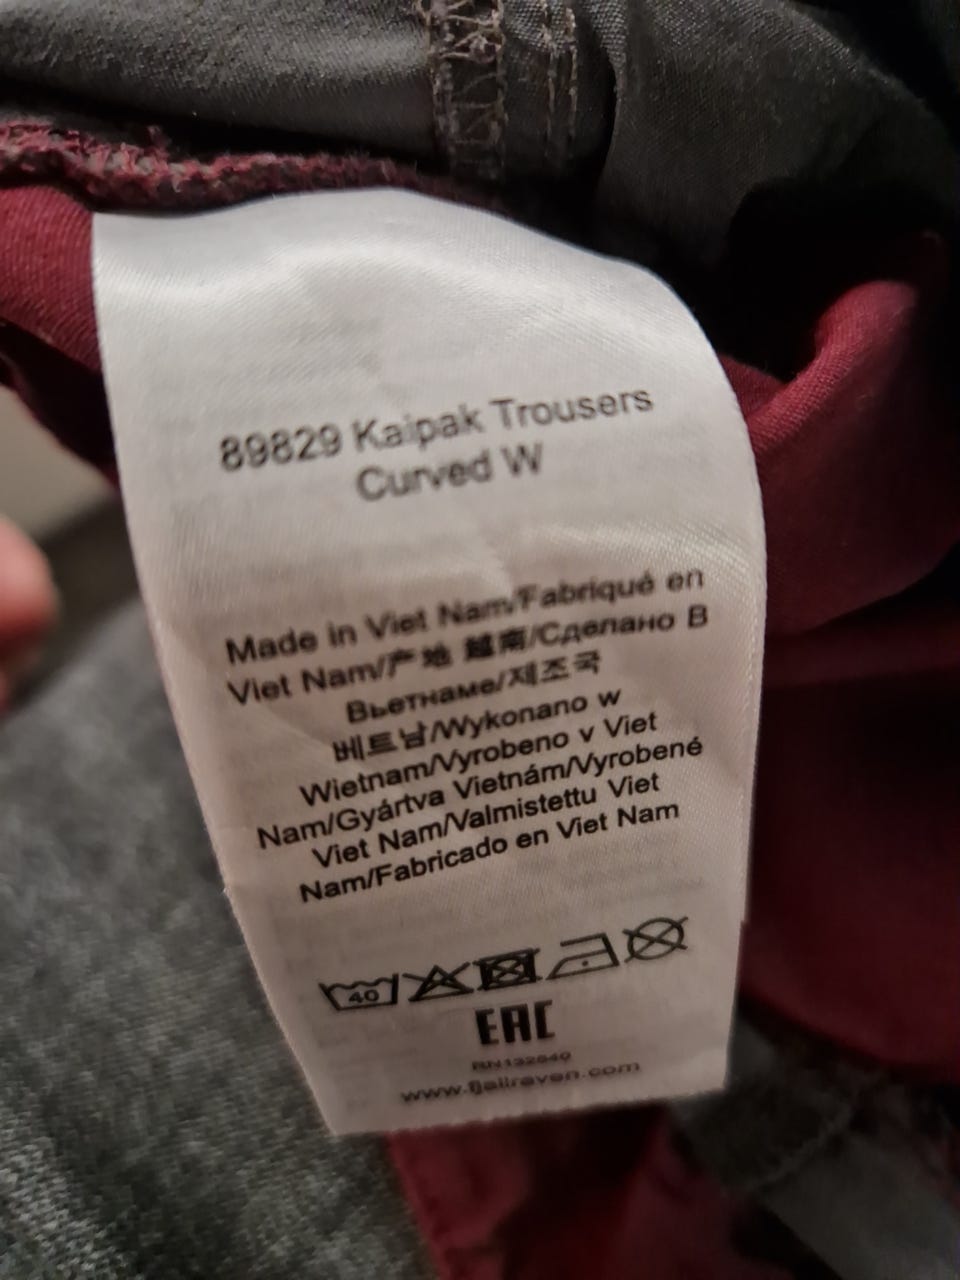 89829 Kaipak Trousers
Curved W
Made in Viet Nam/Fabriqué en
Viet Nam/产地 越南/Сделано В
Вьетнаме/제조국
베트남/Wykonano w
Wietnam/Vyrobeno v Viet
Nam/Gyártva Vietnám/Vyrobené
Viet Nam/Valmistettu Viet
Nam/Fabricado en Viet Nam
40
EAC
RN132640
www.fjallraven.com